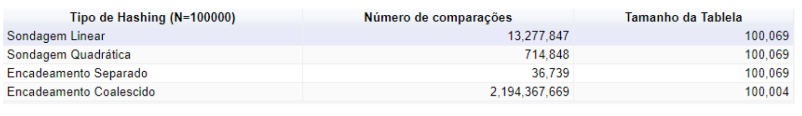 Tipo de Hashing (N=100000) Número de comparações Tamanho da Tablela
Sondagem Linear 13,277,847 100,069
Sondagem Quadrática 714,848 100,069
Encadeamento Separado 36,739 100,069
Encadeamento Coalescido 2,194,367,669 100,004